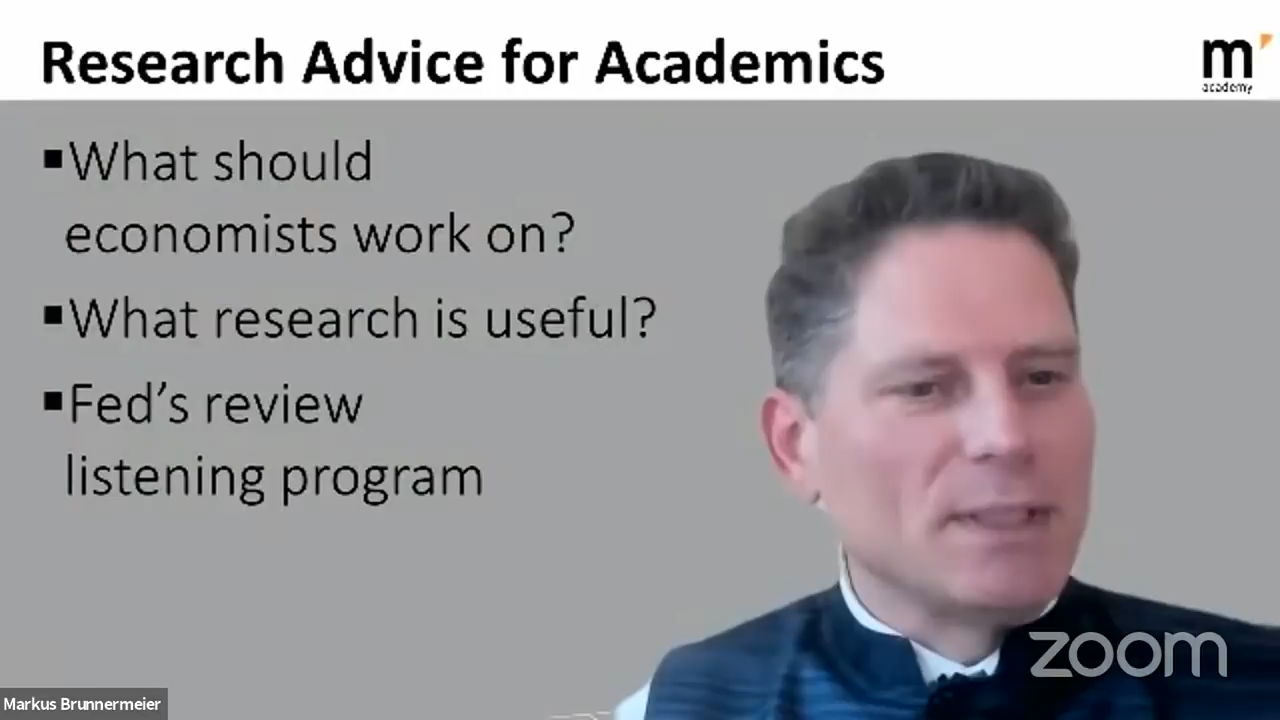 Research Advice for Academics
m'
academy
▪What should
economists work on?
▪What research is useful?
▪Fed’s review
listening program
zoom
Markus Brunnermeier